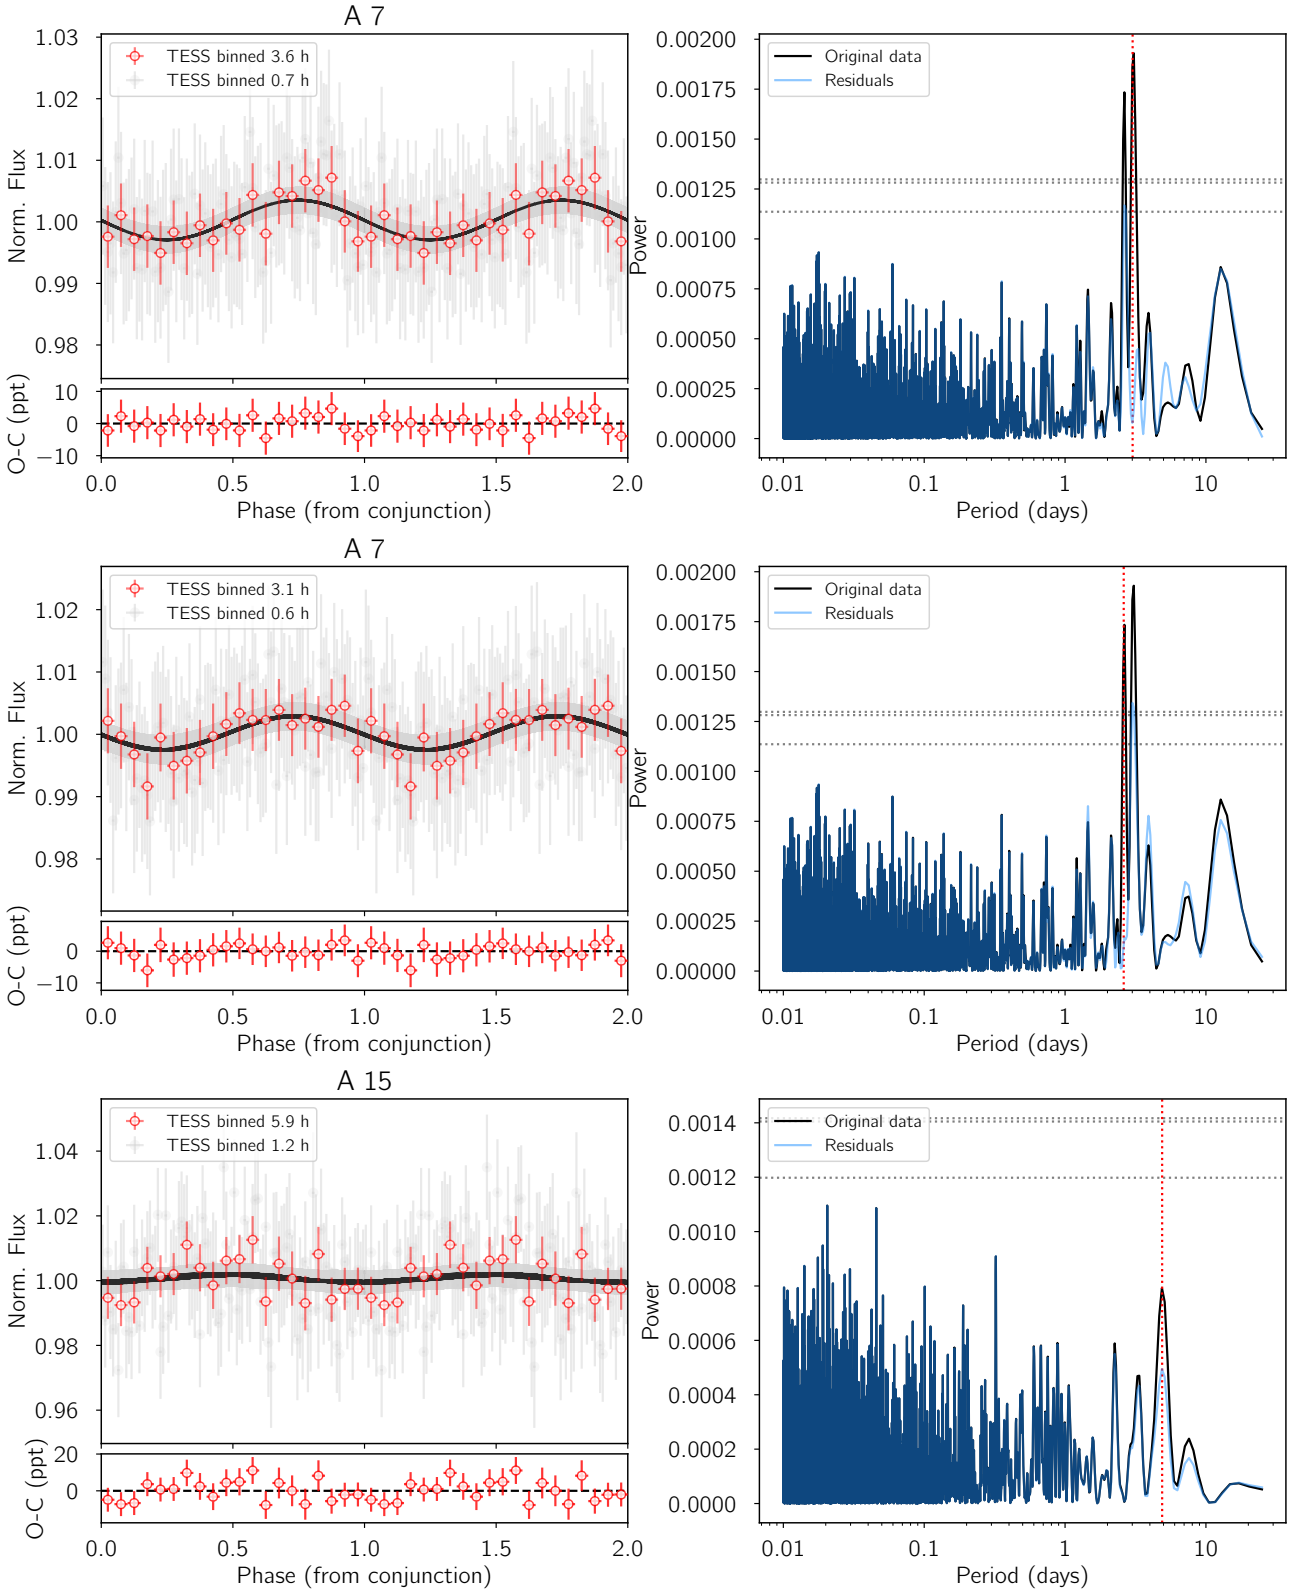 A 7
1.03
1.02
1.01
1.00
0.99
0.98
Norm. Flux
TESS binned 3.6 h
TESS binned 0.7 h
10
0
−10
O-C (ppt)
0.0 0.5 1.0 1.5 2.0
Phase (from conjunction)
0.00200
0.00175
0.00150
0.00125
0.00100
0.00075
0.00050
0.00025
0.00000
Power
Original data
Residuals
0.01 0.1 1 10
Period (days)
A 7
1.02
1.01
1.00
0.99
0.98
Norm. Flux
TESS binned 3.1 h
TESS binned 0.6 h
0
−10
O-C (ppt)
0.0 0.5 1.0 1.5 2.0
Phase (from conjunction)
0.00200
0.00175
0.00150
0.00125
0.00100
0.00075
0.00050
0.00025
0.00000
Power
Original data
Residuals
0.01 0.1 1 10
Period (days)
A 15
1.04
1.02
1.00
0.98
0.96
Norm. Flux
TESS binned 5.9 h
TESS binned 1.2 h
20
0
O-C (ppt)
0.0 0.5 1.0 1.5 2.0
Phase (from conjunction)
0.0014
0.0012
0.0010
0.0008
0.0006
0.0004
0.0002
0.0000
Power
Original data
Residuals
0.01 0.1 1 10
Period (days)